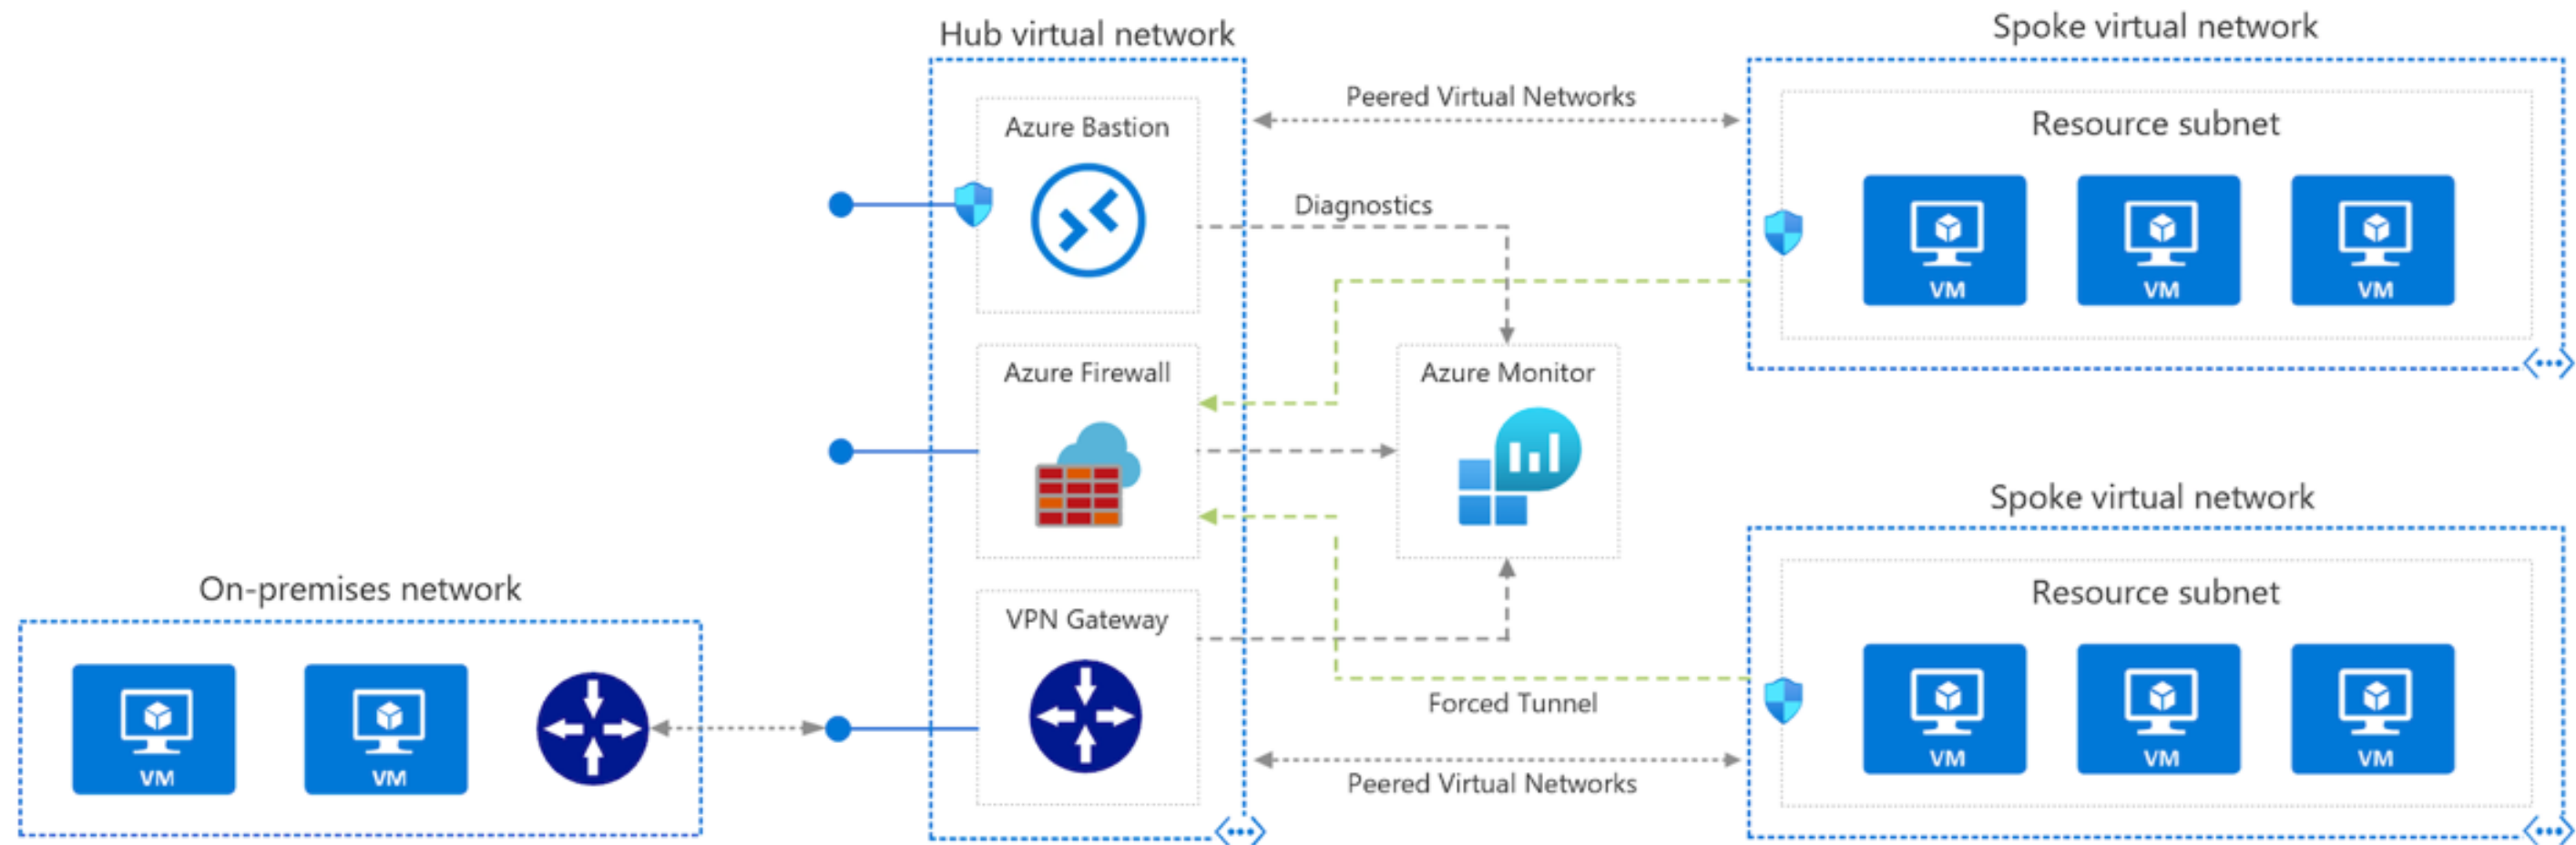 Hub virtual network
Spoke virtual network
Peered Virtual Networks
Azure Bastion
Resource subnet
Diagnostics
VM
VM
VM
Azure Firewall
Azure Monitor
Spoke virtual network
On-premises network
Resource subnet
VPN Gateway
Forced Tunnel
VM
VM
VM
VM
VM
Peered Virtual Networks